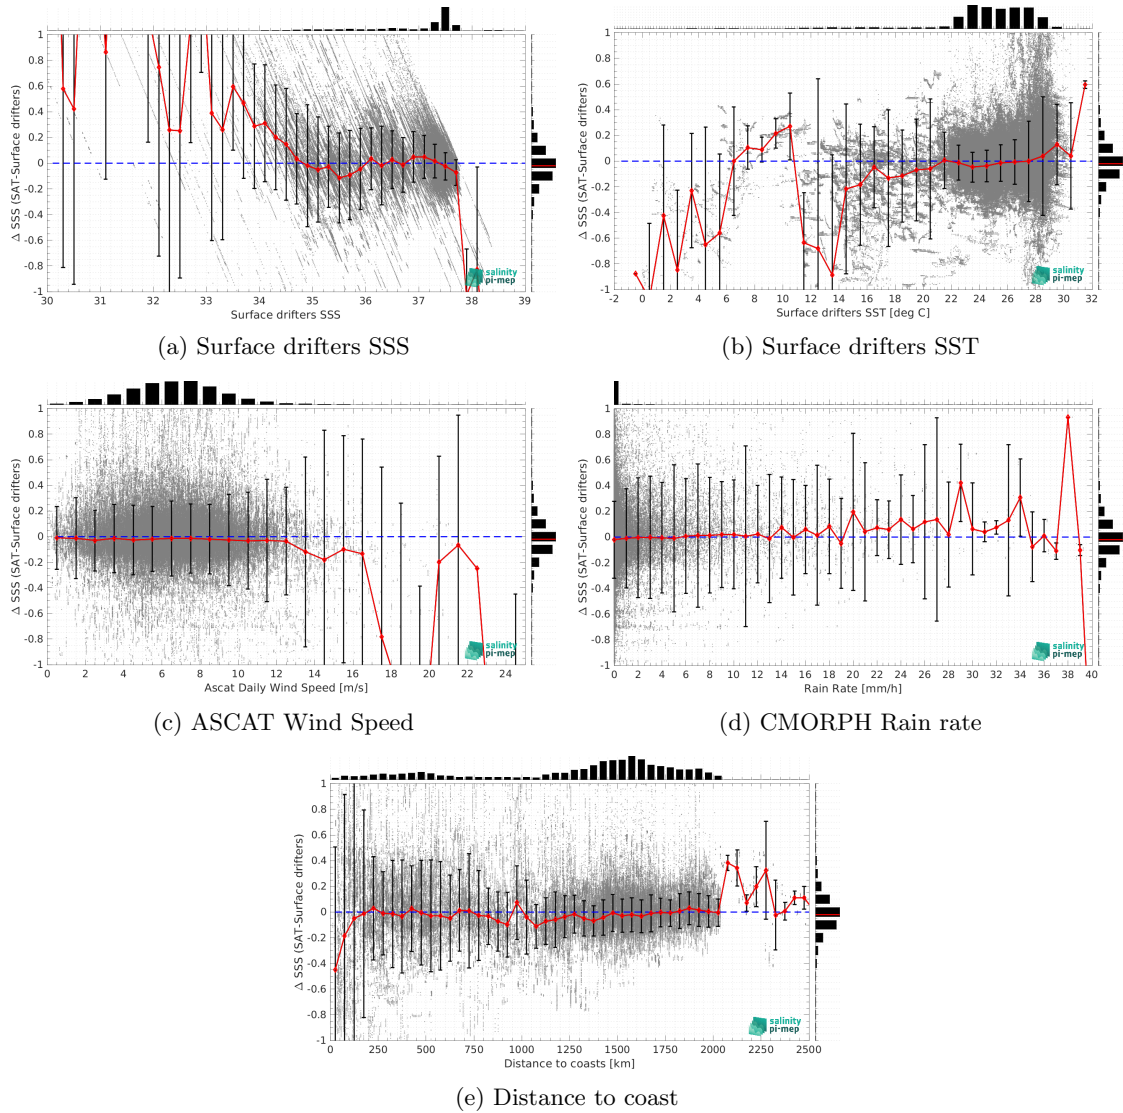 1
0.8
0.6
0.4
0.2
0
-0.2
-0.4
-0.6
-0.8
-1
Δ SSS (SAT-Surface drifters)
30 31 32 33 34 35 36 37 38 39
Surface drifters SSS
salinity
pi-mep
(a) Surface drifters SSS
1
0.8
0.6
0.4
0.2
0
-0.2
-0.4
-0.6
-0.8
-1
Δ SSS (SAT-Surface drifters)
-2 0 2 4 6 8 10 12 14 16 18 20 22 24 26 28 30 32
Surface drifters SST [deg C]
salinity
pi-mep
(b) Surface drifters SST
1
0.8
0.6
0.4
0.2
0
-0.2
-0.4
-0.6
-0.8
-1
Δ SSS (SAT-Surface drifters)
0 2 4 6 8 10 12 14 16 18 20 22 24
Ascat Daily Wind Speed [m/s]
salinity
pi-mep
(c) ASCAT Wind Speed
1
0.8
0.6
0.4
0.2
0
-0.2
-0.4
-0.6
-0.8
-1
Δ SSS (SAT-Surface drifters)
0 2 4 6 8 10 12 14 16 18 20 22 24 26 28 30 32 34 36 38 40
Rain Rate [mm/h]
salinity
pi-mep
(d) CMORPH Rain rate
1
0.8
0.6
0.4
0.2
0
-0.2
-0.4
-0.6
-0.8
-1
Δ SSS (SAT-Surface drifters)
0 250 500 750 1000 1250 1500 1750 2000 2250 2500
Distance to coasts [km]
salinity
pi-mep
(e) Distance to coast